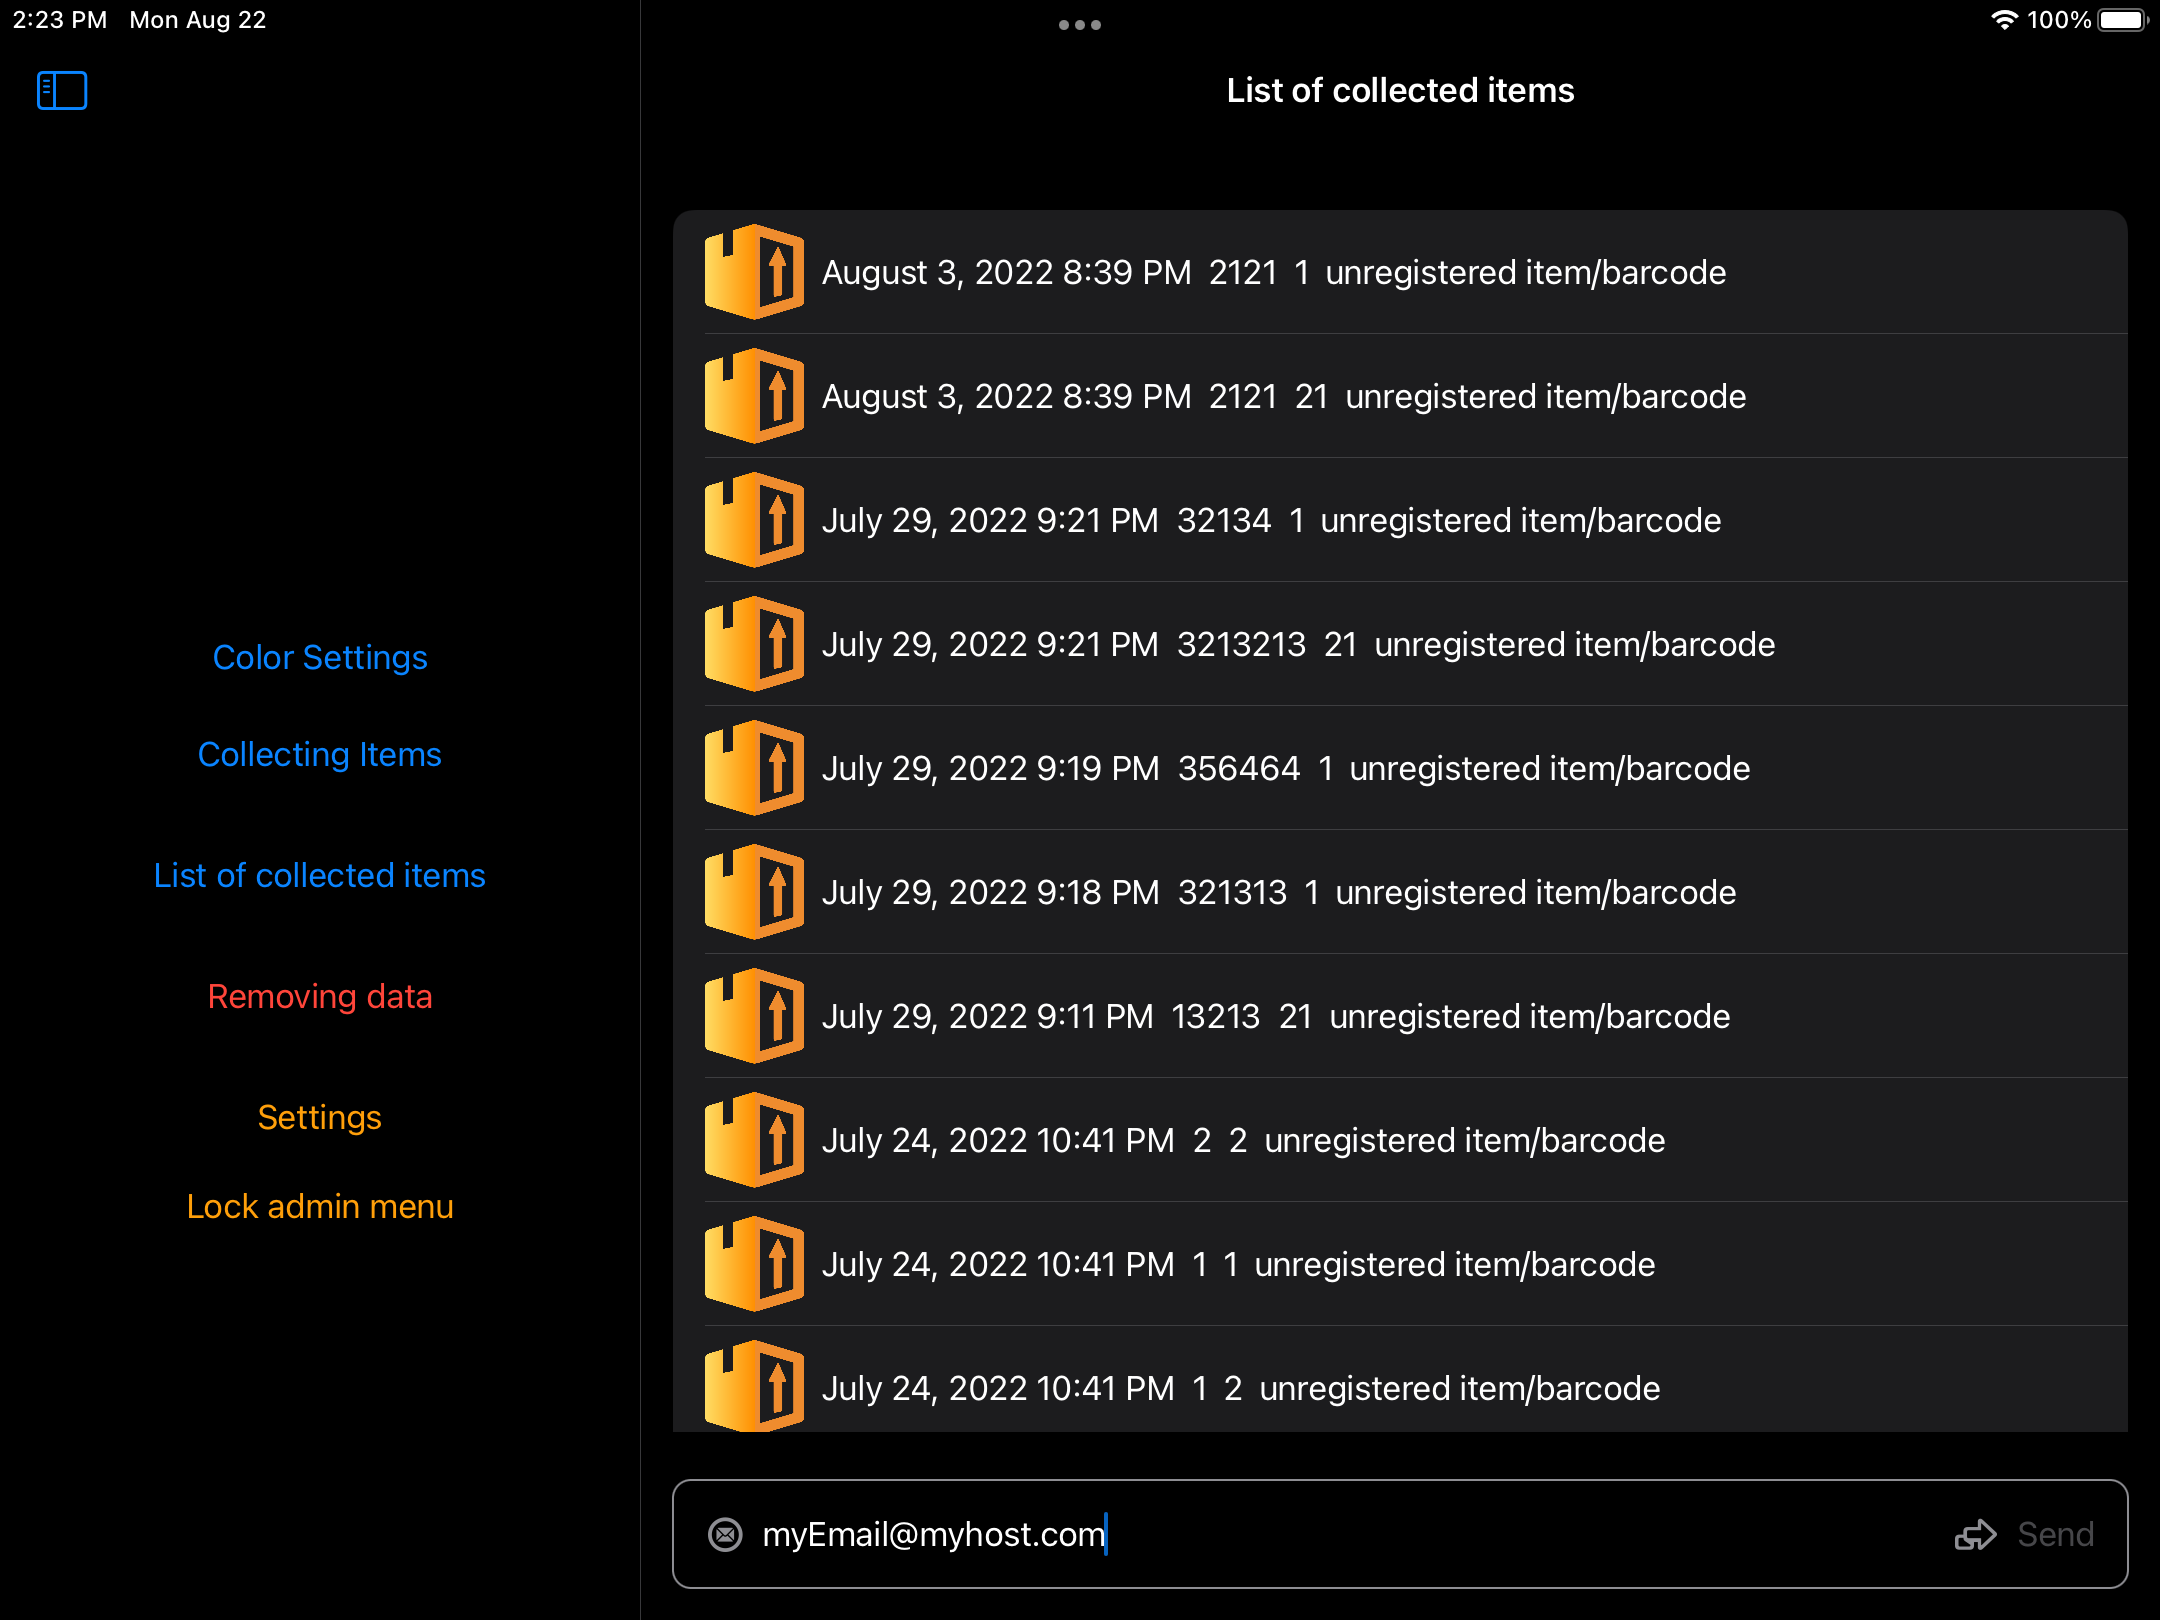 2:23 PM Mon Aug 22
100%
List of collected items
Color Settings
Collecting Items
List of collected items
Removing data
Settings
Lock admin menu
August 3, 2022 8:39 PM 2121 1 unregistered item/barcode
August 3, 2022 8:39 PM 2121 21 unregistered item/barcode
July 29, 2022 9:21 PM 32134 1 unregistered item/barcode
July 29, 2022 9:21 PM 3213213 21 unregistered item/barcode
July 29, 2022 9:19 PM 356464 1 unregistered item/barcode
July 29, 2022 9:18 PM 321313 1 unregistered item/barcode
July 29, 2022 9:11 PM 13213 21 unregistered item/barcode
July 24, 2022 10:41 PM 2 2 unregistered item/barcode
July 24, 2022 10:41 PM 1 1 unregistered item/barcode
July 24, 2022 10:41 PM 1 2 unregistered item/barcode
myEmail@myhost.com
Send